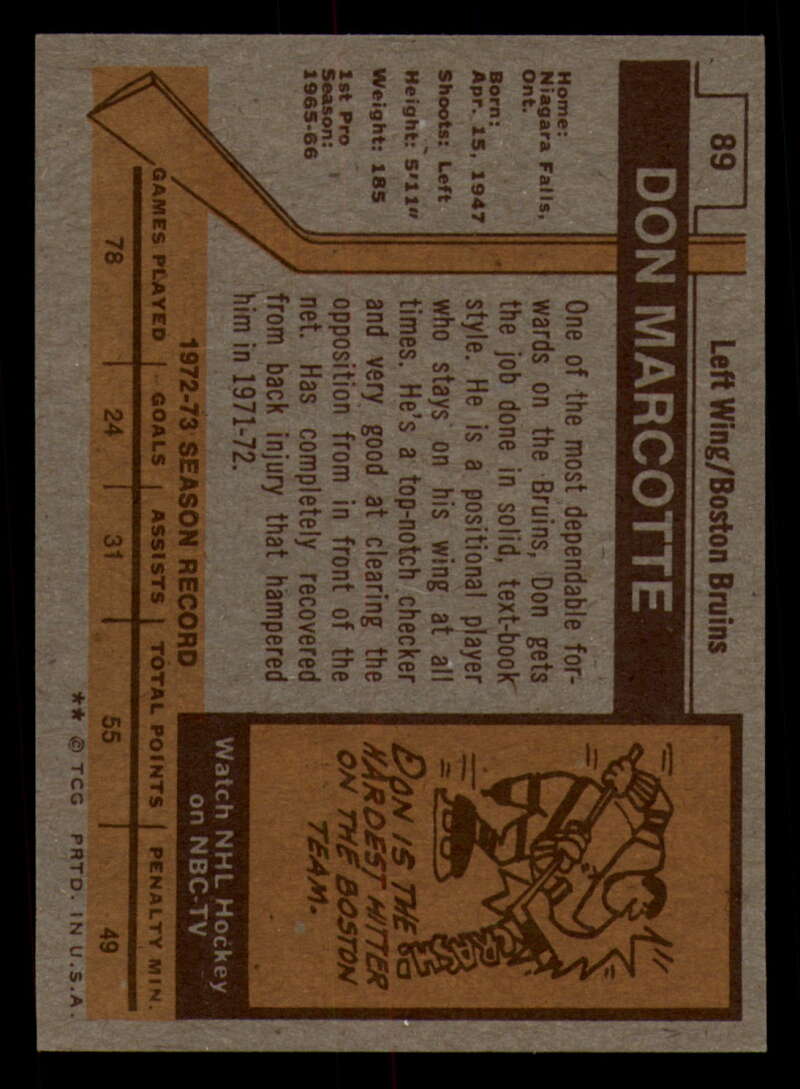 89
Left Wing/Boston Bruins
DON MARCOTTE
Home:
Niagara Falls,
Ont.
Born:
Apr. 15, 1947
Shoots: Left
Height: 5'11"
Weight: 185
1st Pro
Season:
1965-66
One of the most dependable for-
wards on the Bruins, Don gets
the job done in solid, text-book
style. He is a positional player
who stays on his wing at all
times. He's a top-notch checker
and very good at clearing the
opposition from in front of the
net. Has completely recovered
from back injury that hampered
him in 1971-72.
CRASH!
DON IS THE
HARDEST HITTER
ON THE BOSTON
TEAM.
Watch NHL Hockey
on NBC-TV
1972-73 SEASON RECORD
GAMES PLAYED GOALS ASSISTS TOTAL POINTS PENALTY MIN.
78 24 31 55 49
** © TCG PRTD. IN U.S.A.